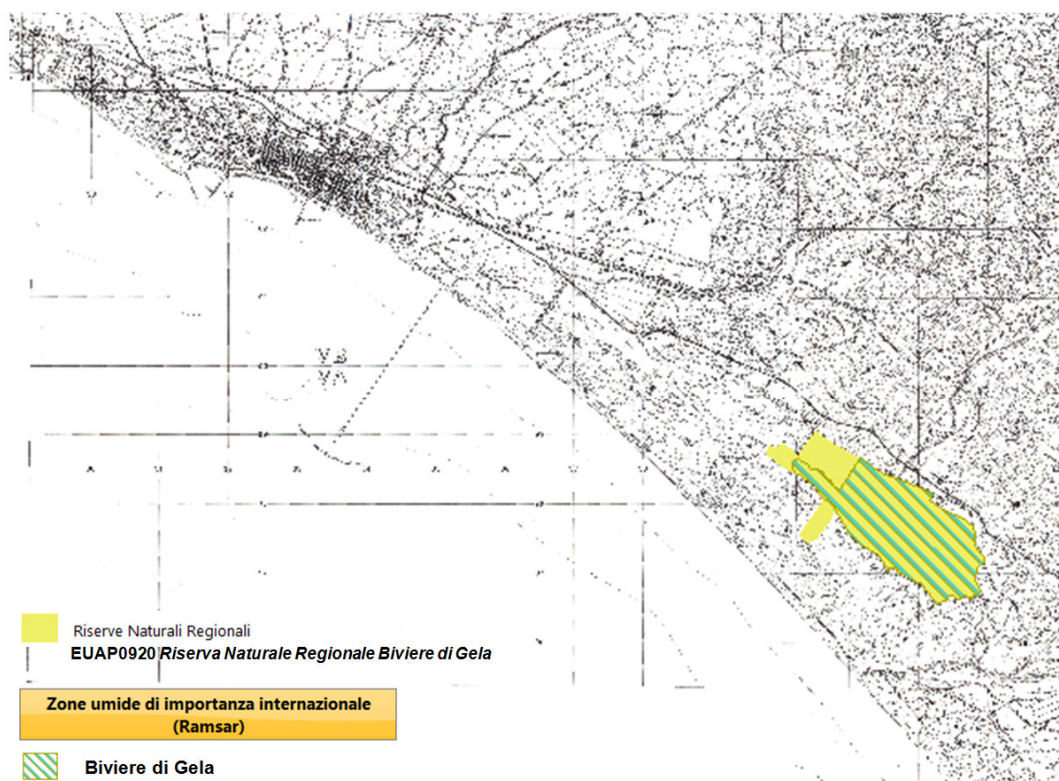 Riserve Naturali Regionali
EUAP0920 Riserva Naturale Regionale Biviere di Gela
Zone umide di importanza internazionale
(Ramsar)
Biviere di Gela